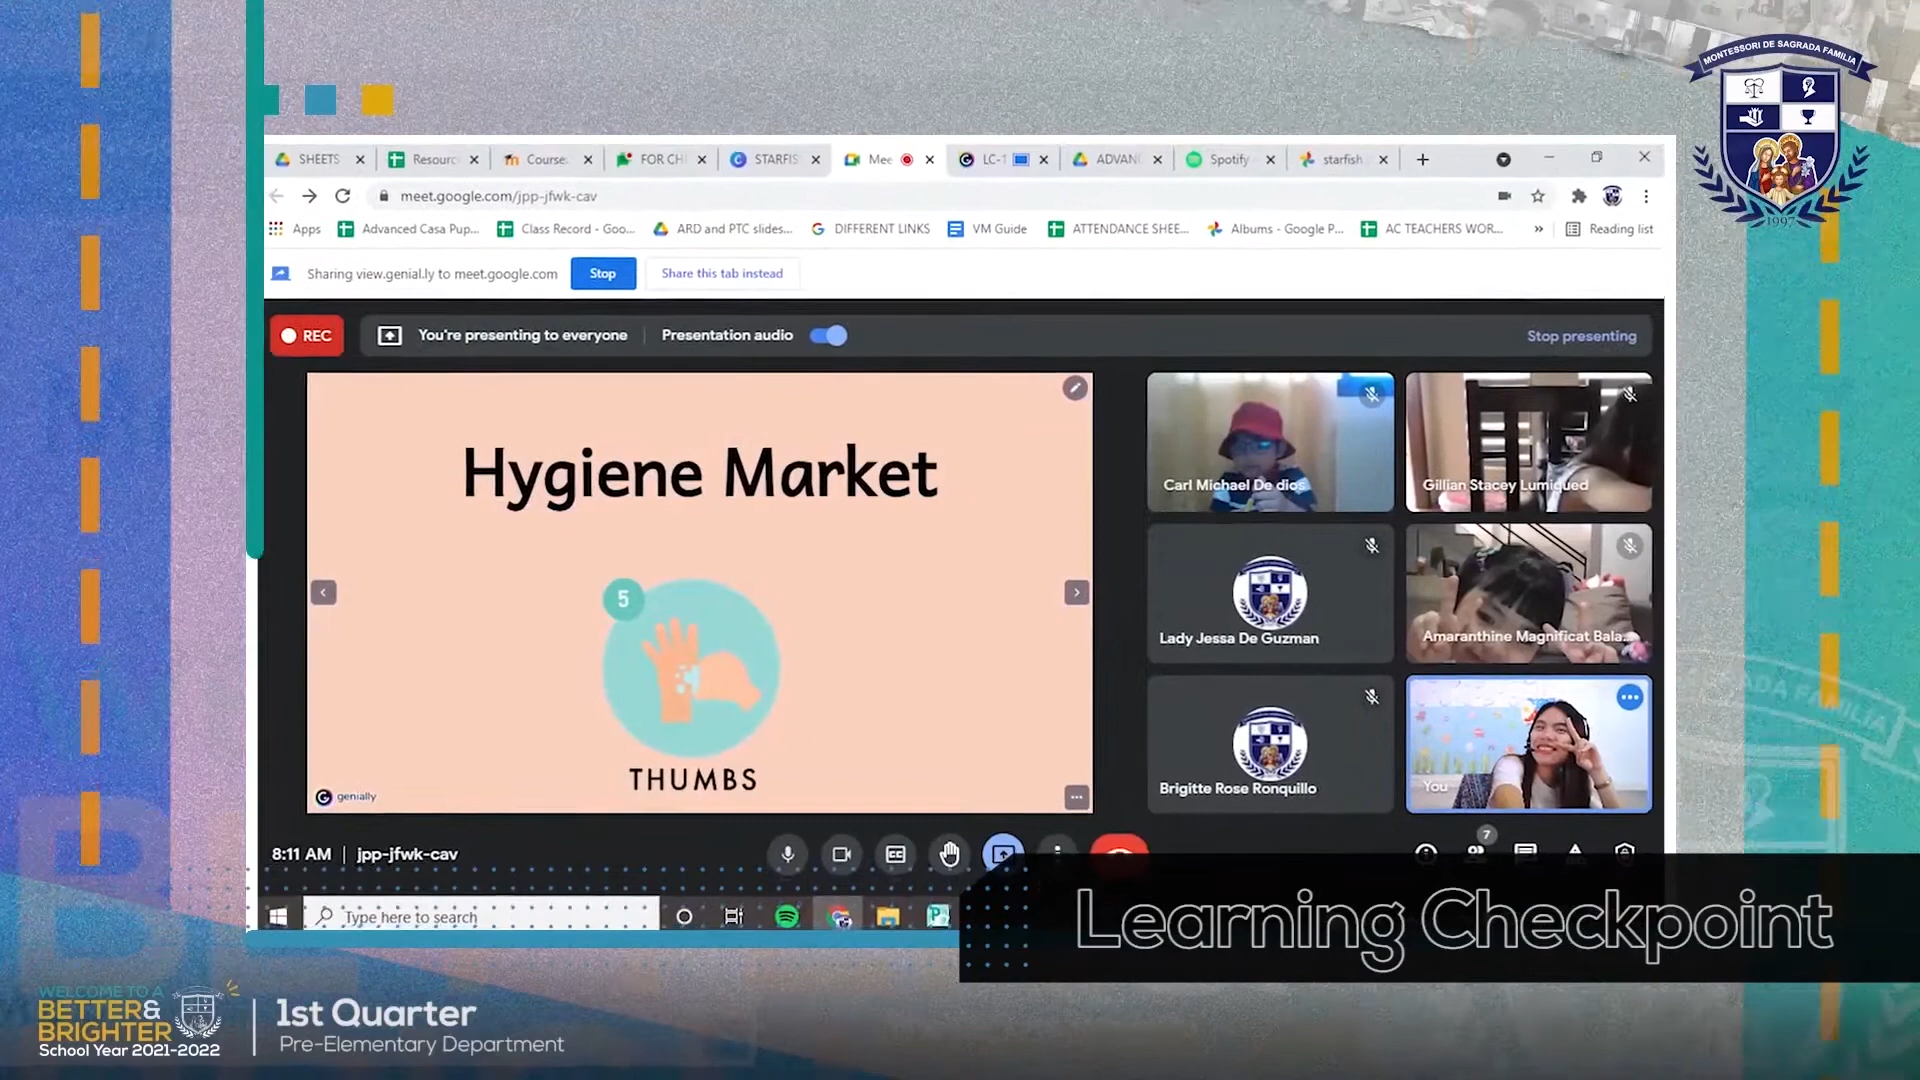 MONTESSORI DE SAGRADA FAMILIA
1997
SHEETS
Resourc
Course:
FOR CH
STARFIS
Mee
LC-1
ADVAN
Spotify
starfish
meet.google.com/jpp-jfwk-cav
Apps
Advanced Casa Pup...
Class Record - Goo...
ARD and PTC slides...
DIFFERENT LINKS
VM Guide
ATTENDANCE SHEE...
Albums - Google P...
AC TEACHERS WOR...
»
Reading list
Sharing view.genial.ly to meet.google.com
Stop
Share this tab instead
REC
You're presenting to everyone
Presentation audio
Stop presenting
Hygiene Market
5
THUMBS
genially
Carl Michael De dios
Gillian Stacey Lumiqued
Lady Jessa De Guzman
Amaranthine Magnificat Bala...
Brigitte Rose Ronquillo
You
8:11 AM | jpp-jfwk-cav
7
Type here to search
Learning Checkpoint
WELCOME TO A
BETTER&
BRIGHTER
School Year 2021-2022
1st Quarter
Pre-Elementary Department